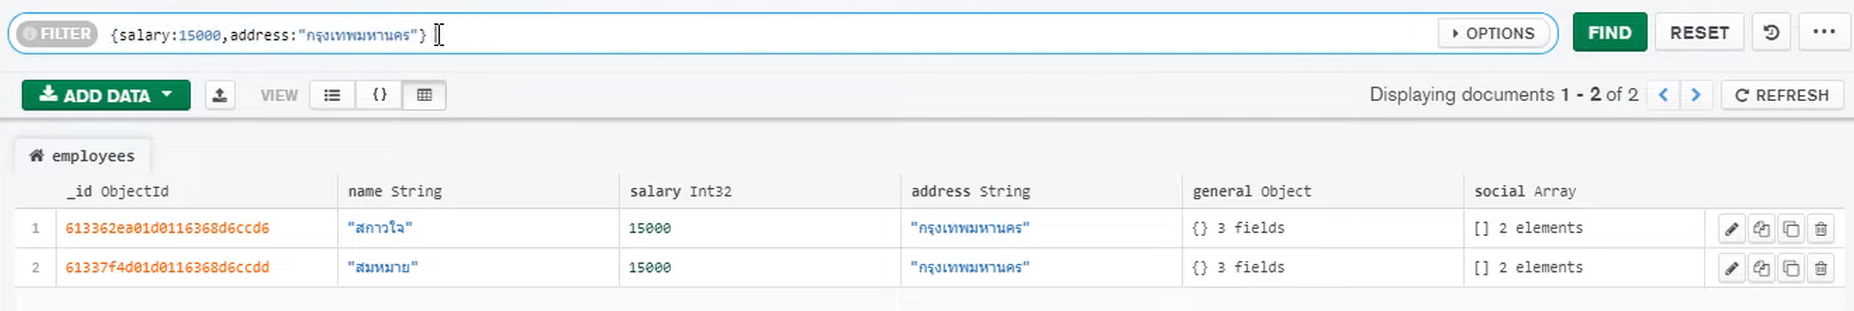 FILTER {salary:15000,address:"กรุงเทพมหานคร"} OPTIONS FIND RESET
ADD DATA VIEW {} Displaying documents 1 - 2 of 2 REFRESH
employees
_id ObjectId name String salary Int32 address String general Object social Array
1 613362ea01d0116368d6ccd6 "สกาวใจ" 15000 "กรุงเทพมหานคร" {} 3 fields [] 2 elements
2 61337f4d01d0116368d6ccdd "สมหมาย" 15000 "กรุงเทพมหานคร" {} 3 fields [] 2 elements